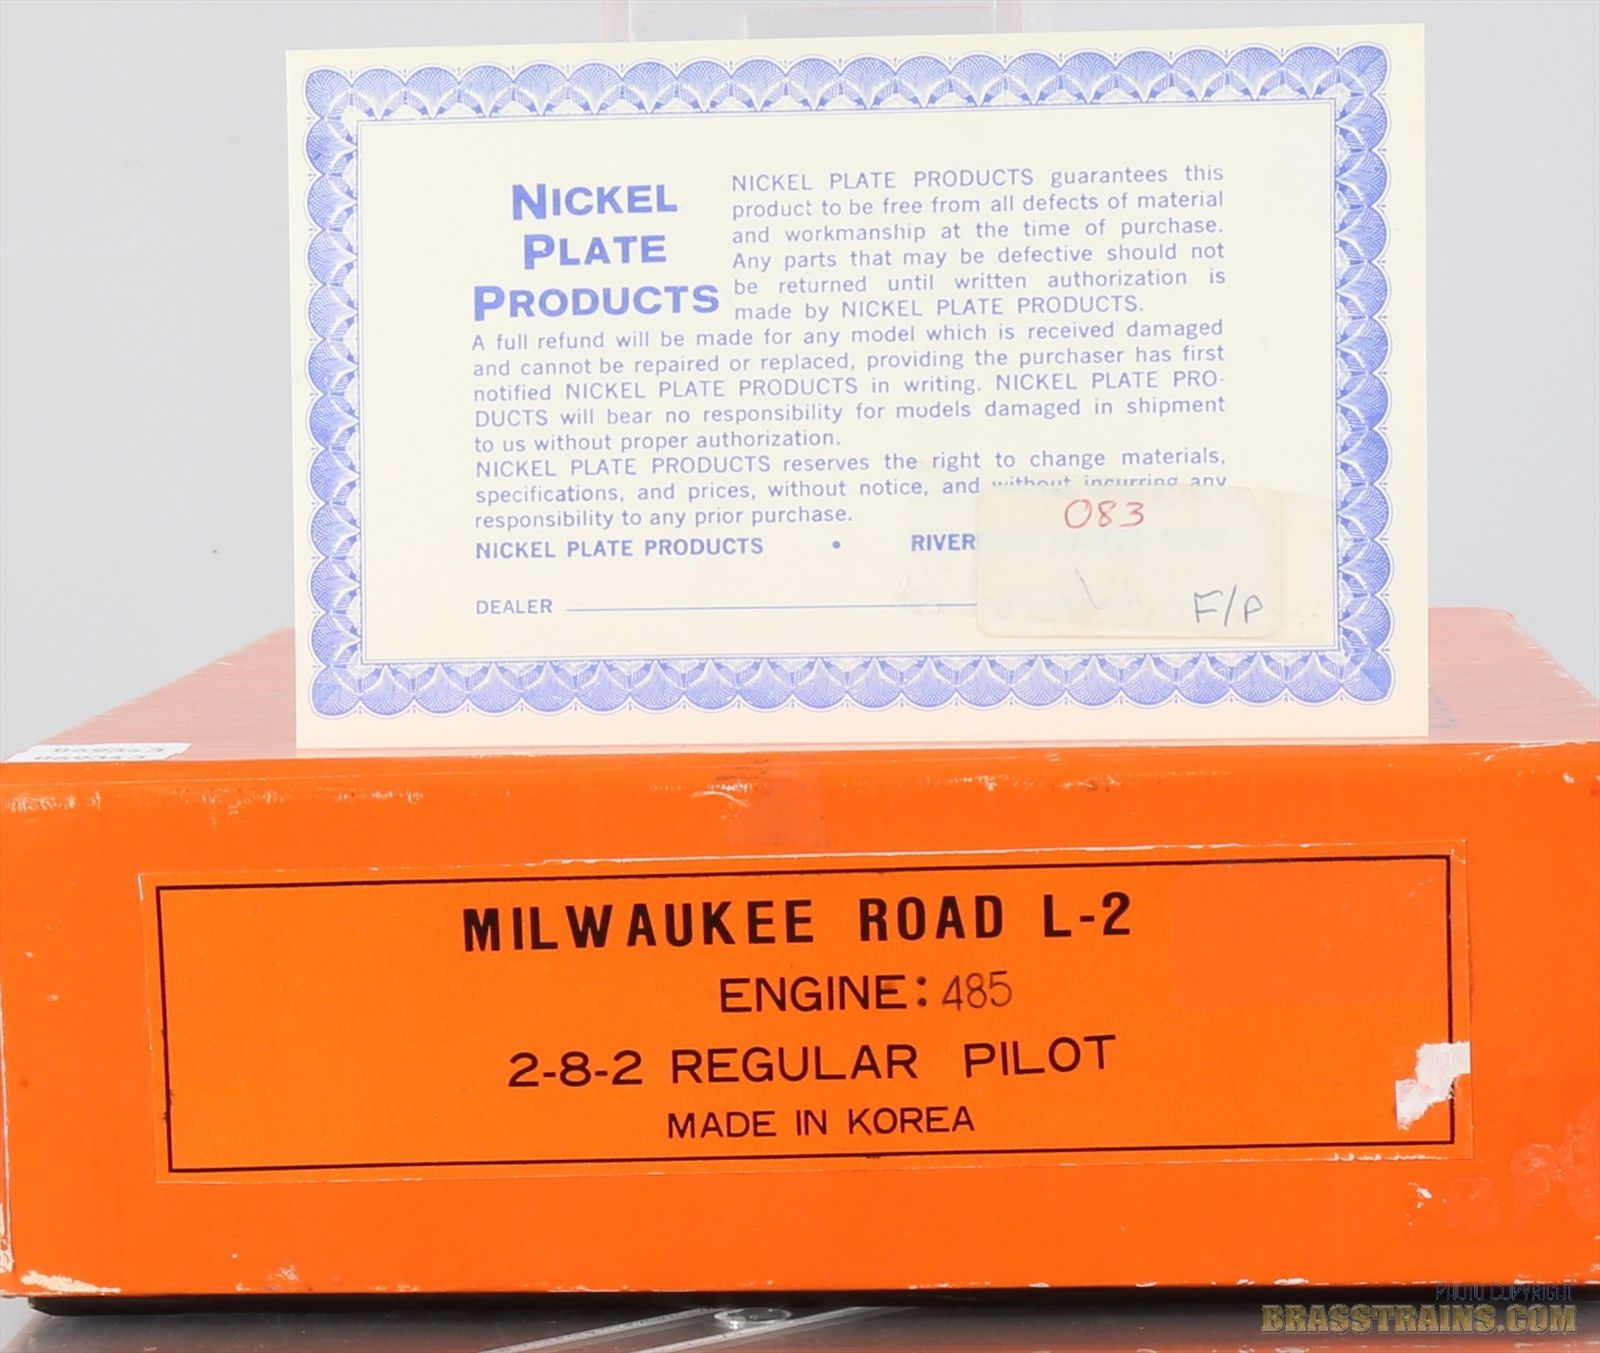 NICKEL
PLATE
PRODUCTS
NICKEL PLATE PRODUCTS guarantees this
product to be free from all defects of material
and workmanship at the time of purchase.
Any parts that may be defective should not
be returned until written authorization is
made by NICKEL PLATE PRODUCTS.
A full refund will be made for any model which is received damaged
and cannot be repaired or replaced, providing the purchaser has first
notified NICKEL PLATE PRODUCTS in writing. NICKEL PLATE PRO-
DUCTS will bear no responsibility for models damaged in shipment
to us without proper authorization.
NICKEL PLATE PRODUCTS reserves the right to change materials,
specifications, and prices, without notice, and without incurring any
responsibility to any prior purchase.
NICKEL PLATE PRODUCTS • RIVER
DEALER
083
F/P
069343
MILWAUKEE ROAD L-2
ENGINE: 485
2-8-2 REGULAR PILOT
MADE IN KOREA
PHOTO COPYRIGHT
BRASSTRAINS.COM